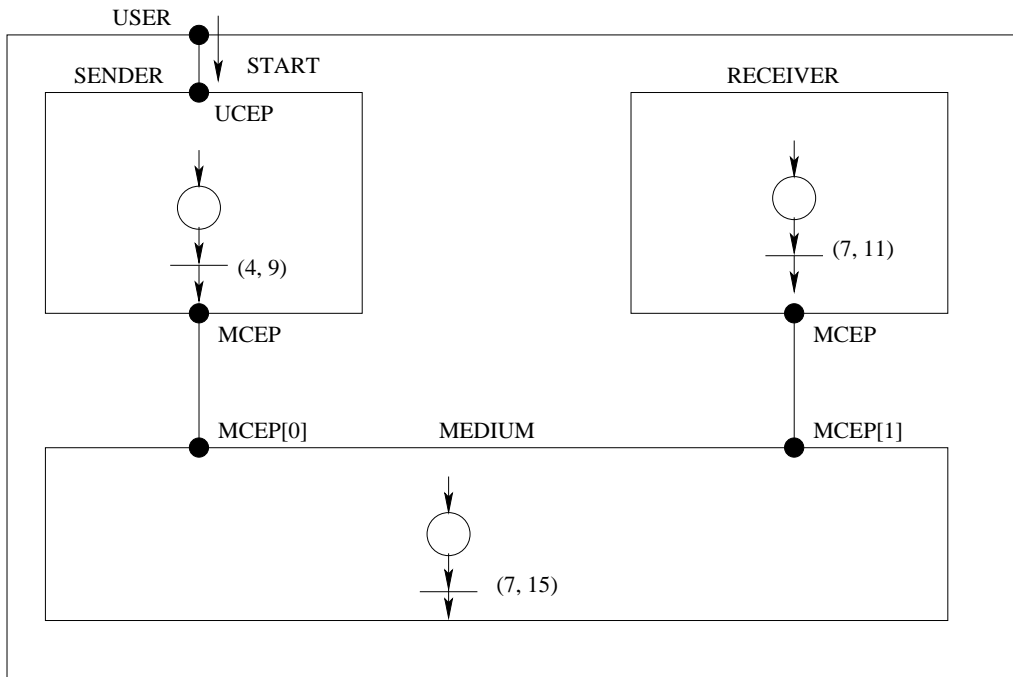 USER
START
SENDER
RECEIVER
UCEP
(4, 9)
(7, 11)
MCEP
MCEP
MCEP[0]
MEDIUM
MCEP[1]
(7, 15)